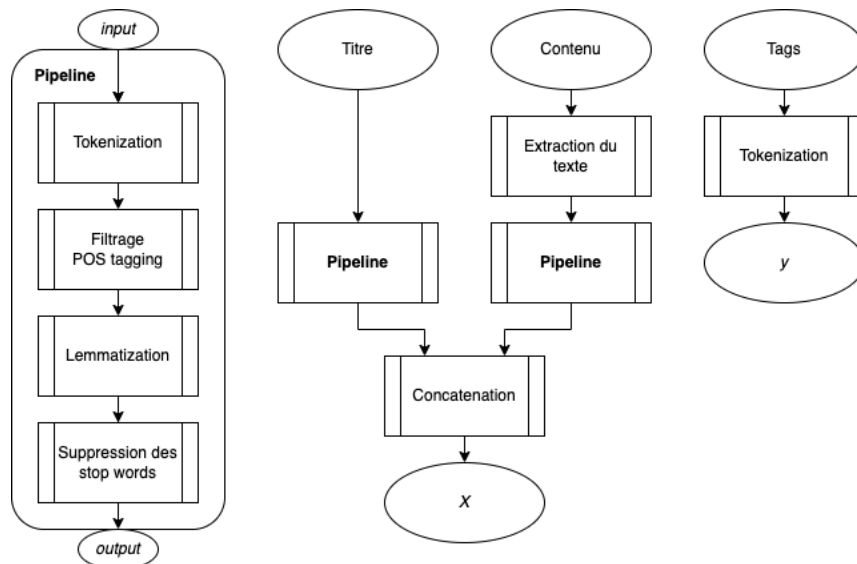 input
Pipeline
Tokenization
Filtrage
POS tagging
Lemmatization
Suppression des
stop words
output
Titre
Pipeline
Contenu
Extraction du
texte
Pipeline
Concatenation
X
Tags
Tokenization
y